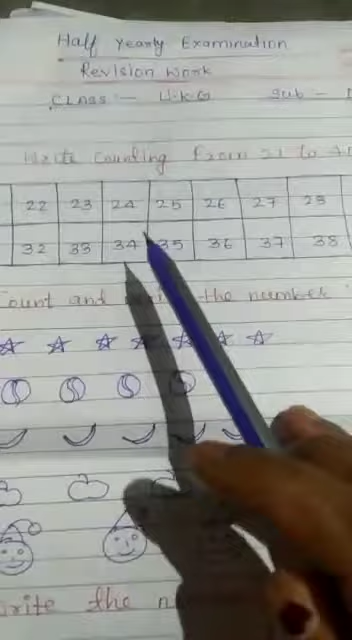 Half Yearly Examination
Revision Work
CLASS :- U.K.G Sub -
Write Counting From 21 to
22 23 24 25 26 27 28
32 33 34 35 36 37 38
Count and the number
write the